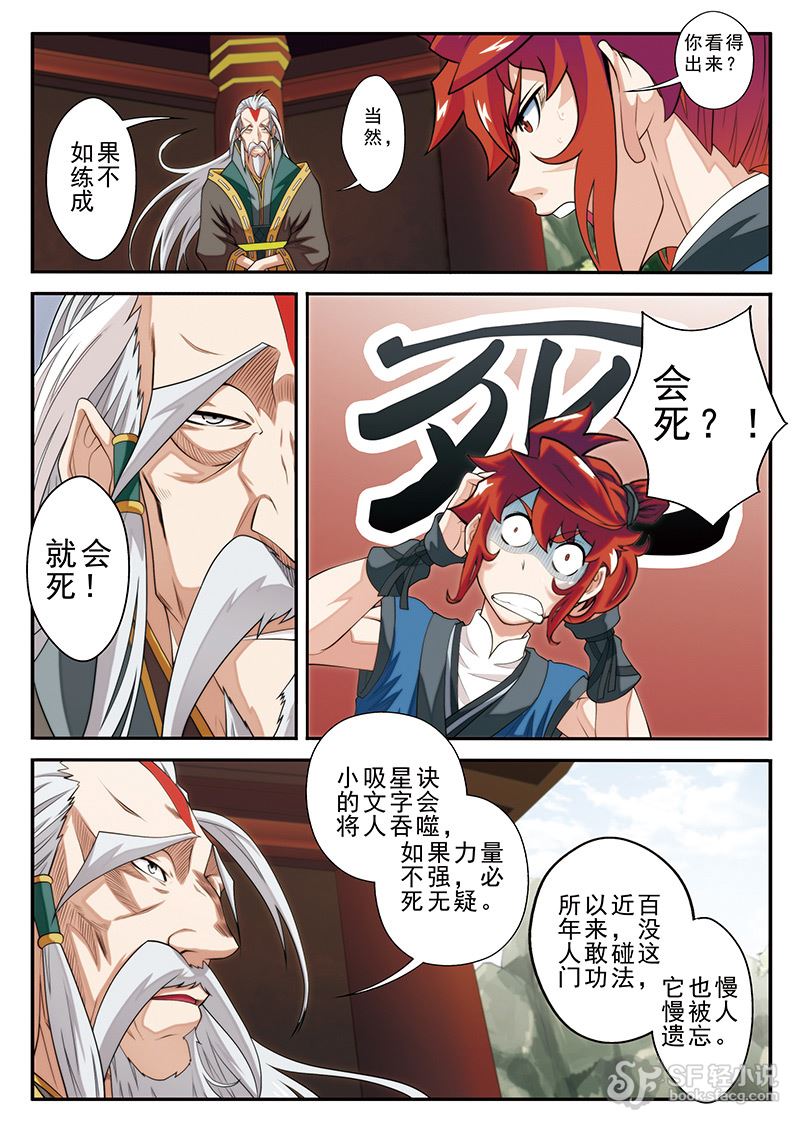 你看得
出来？
当然，
如果不
练成
就会
死！
会
死？！
小吸星诀
的文字会
将人吞噬，
如果力量
不强，必
死无疑。
所以近百
年来，没
人敢碰这
门功法，
它也慢
慢被人
遗忘。
死
SF轻小说
book.sfacg.com